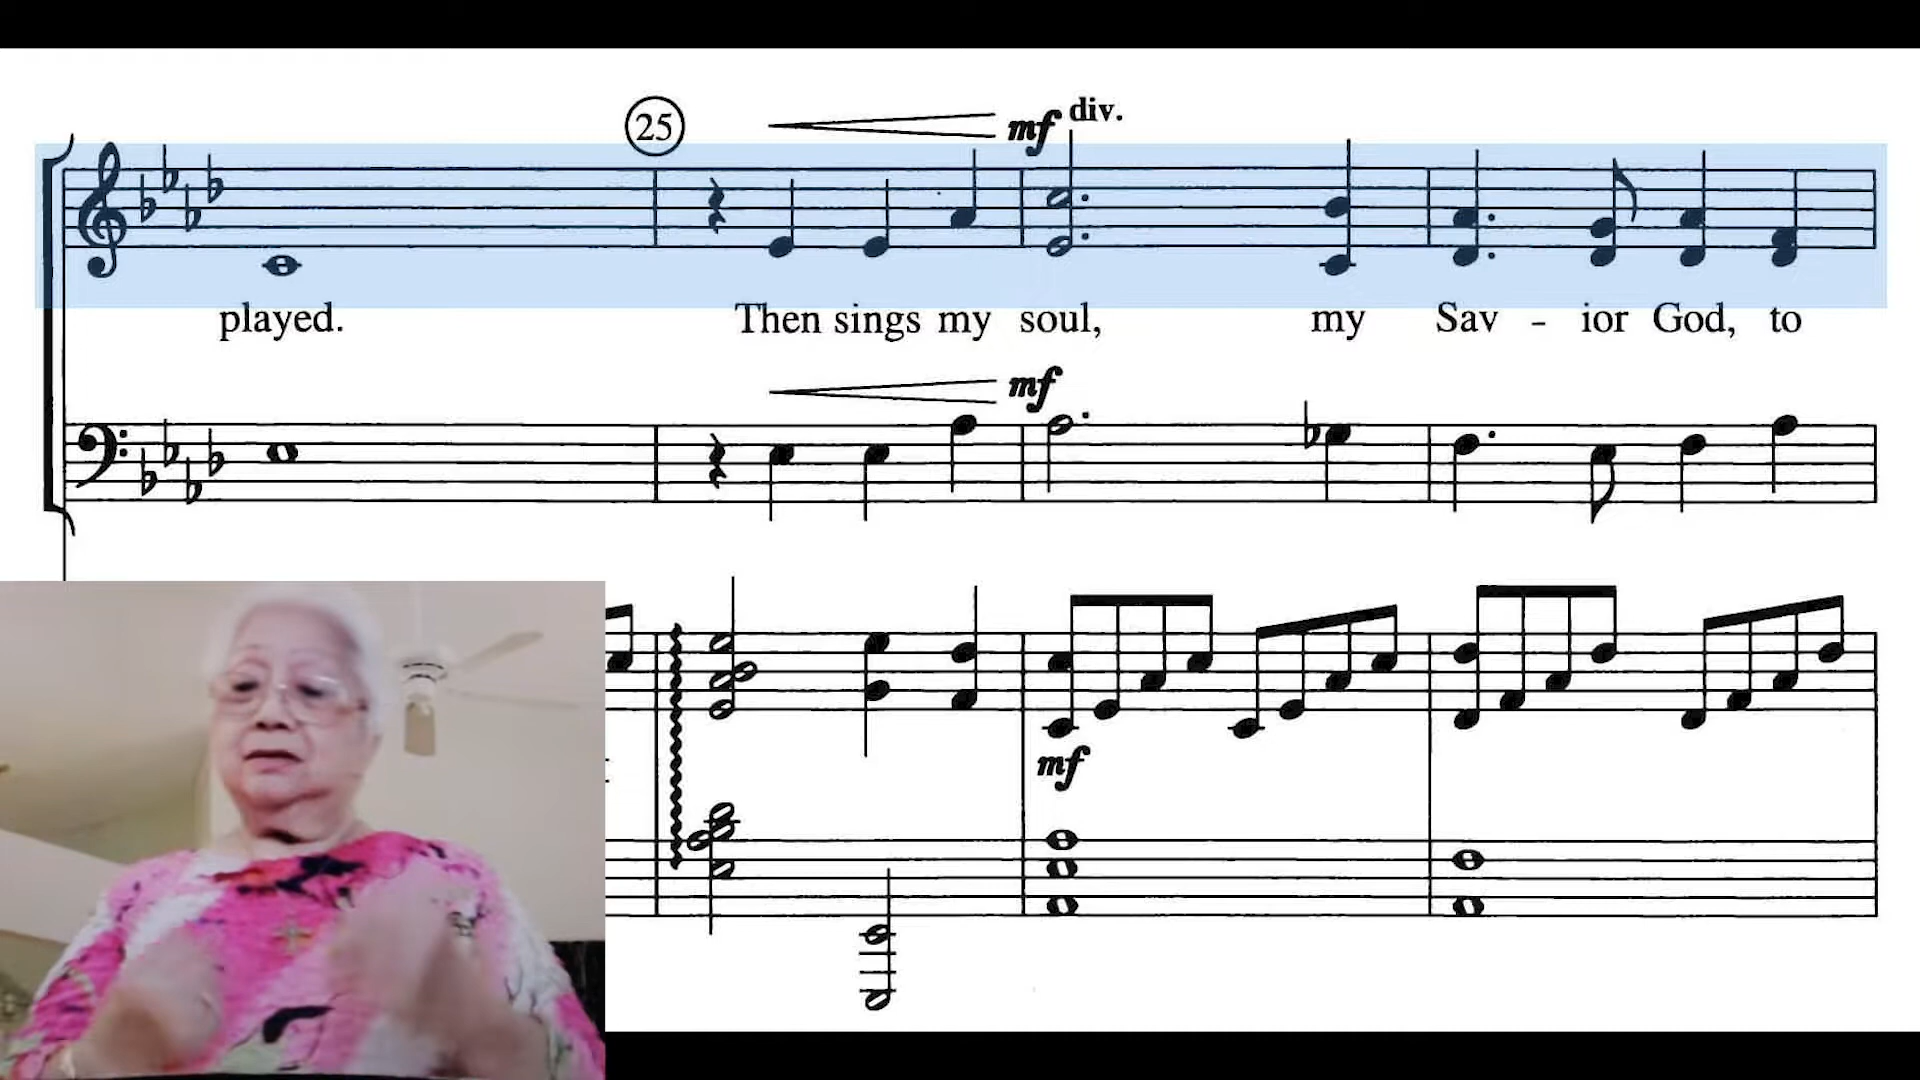 25
mf div.
played. Then sings my soul, my Sav - ior God, to
mf
mf